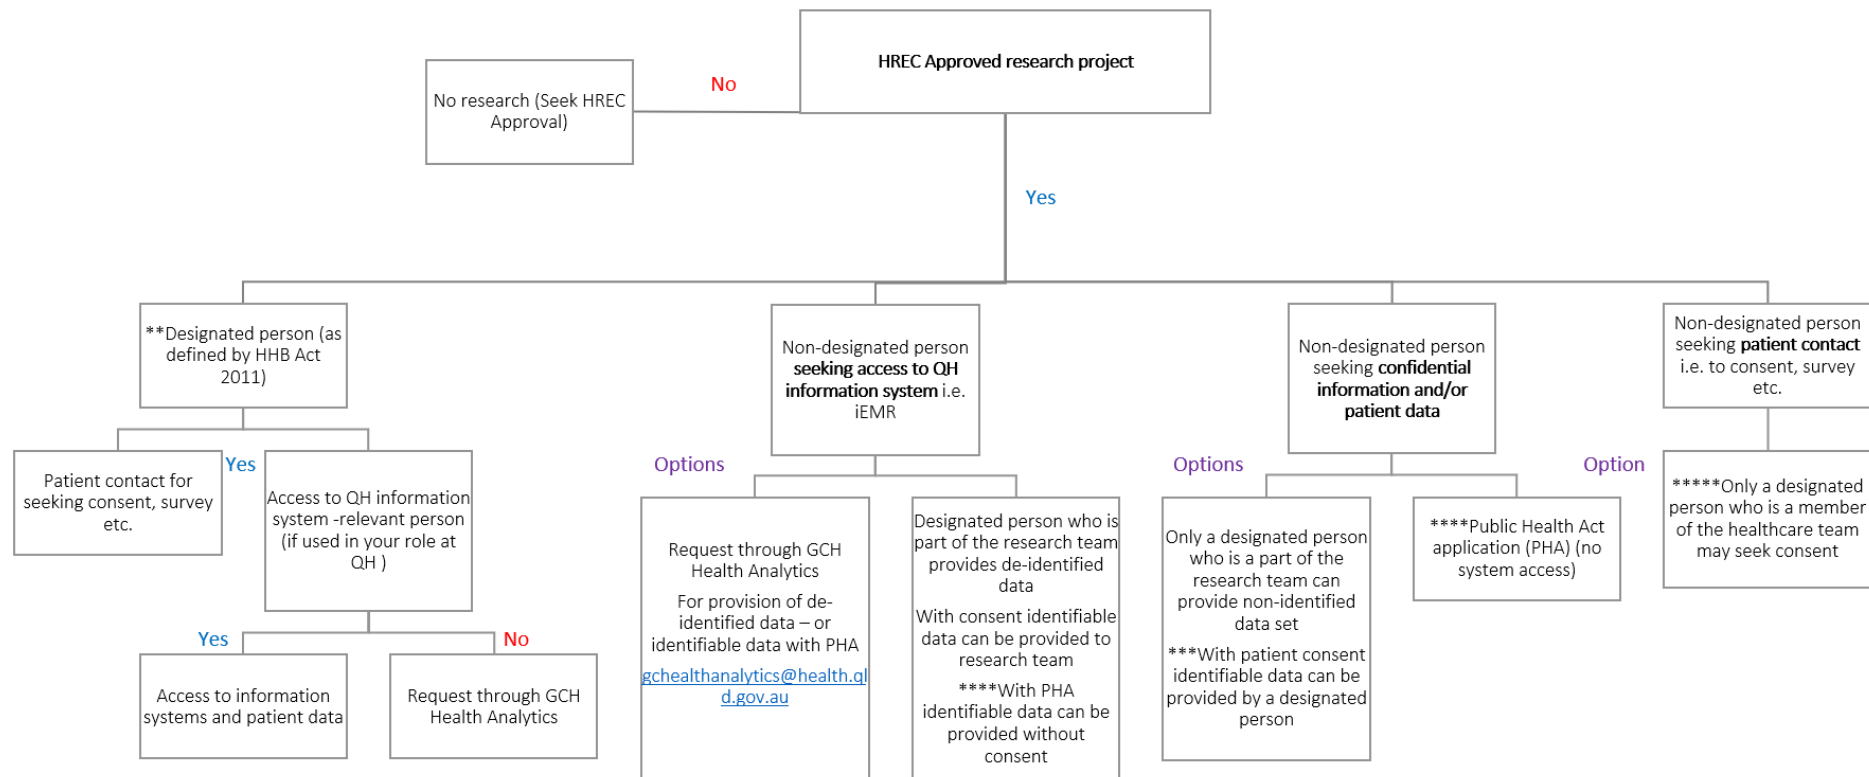 HREC Approved research project
No
No research (Seek HREC
Approval)
Yes
**Designated person (as
defined by HHB Act
2011)
Non-designated person
seeking access to QH
information system i.e.
iEMR
Non-designated person
seeking confidential
information and/or
patient data
Non-designated person
seeking patient contact
i.e. to consent, survey
etc.
Patient contact for
seeking consent, survey
etc.
Yes
Access to QH information
system -relevant person
(if used in your role at
QH )
Yes
No
Access to information
systems and patient data
Request through GCH
Health Analytics
Options
Request through GCH
Health Analytics
For provision of de-
identified data – or
identifiable data with PHA
gchealthanalytics@health.ql
d.gov.au
Designated person who is
part of the research team
provides de-identified
data
With consent identifiable
data can be provided to
research team
****With PHA
identifiable data can be
provided without
consent
Options
Only a designated person
who is a part of the
research team can
provide non-identified
data set
***With patient consent
identifiable data can be
provided by a designated
person
****Public Health Act
application (PHA) (no
system access)
Option
*****Only a designated
person who is a member
of the healthcare team
may seek consent